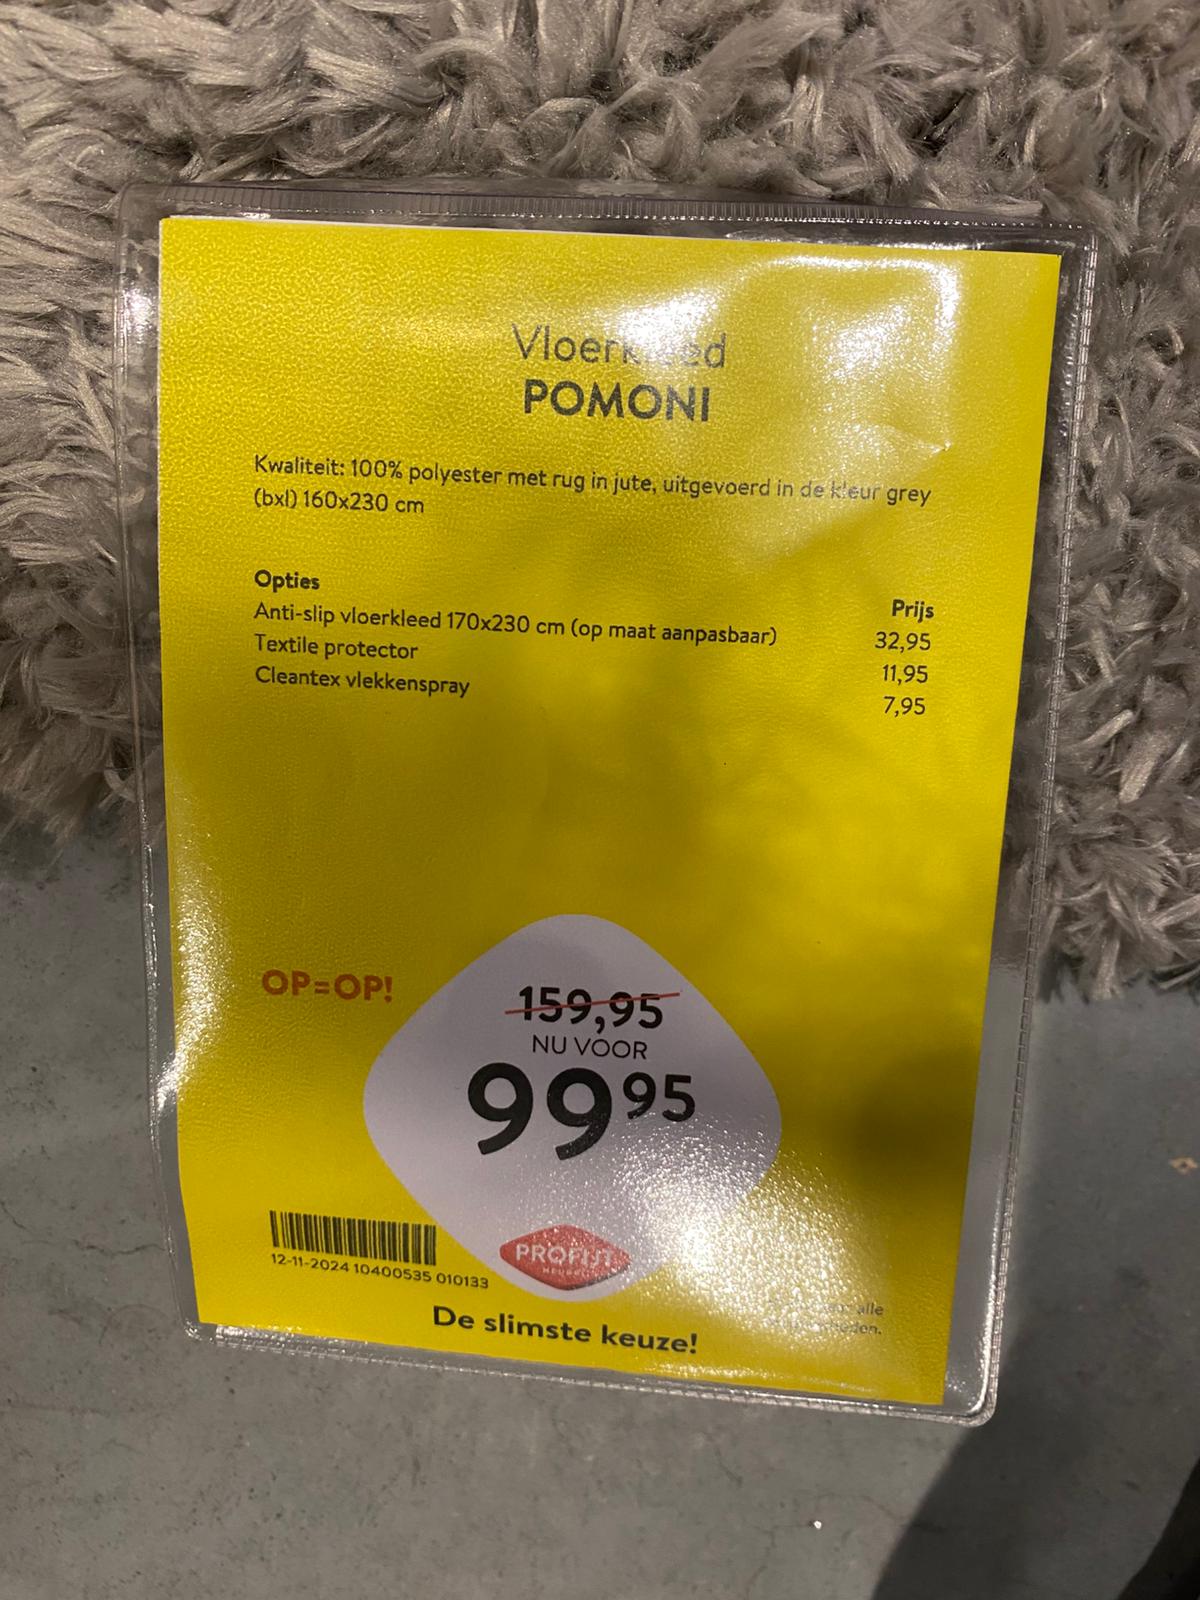 Vloerkleed
POMONI
Kwaliteit: 100% polyester met rug in jute, uitgevoerd in de kleur grey
(bxl) 160x230 cm
Opties Prijs
Anti-slip vloerkleed 170x230 cm (op maat aanpasbaar) 32,95
Textile protector 11,95
Cleantex vlekkenspray 7,95
OP=OP!
159,95
NU VOOR
99 95
PROFIJT
12-11-2024 10400535 010133
De slimste keuze!
alle